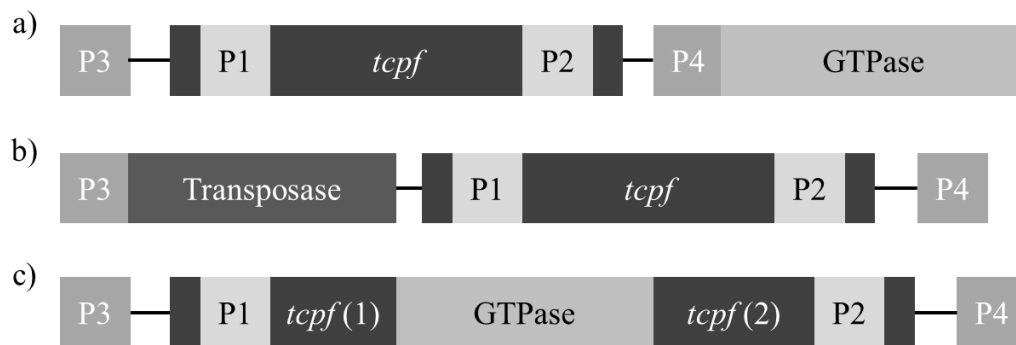 a) P3 P1 tcpf P2 P4 GTPase
b) P3 Transposase P1 tcpf P2 P4
c) P3 P1 tcpf (1) GTPase tcpf (2) P2 P4